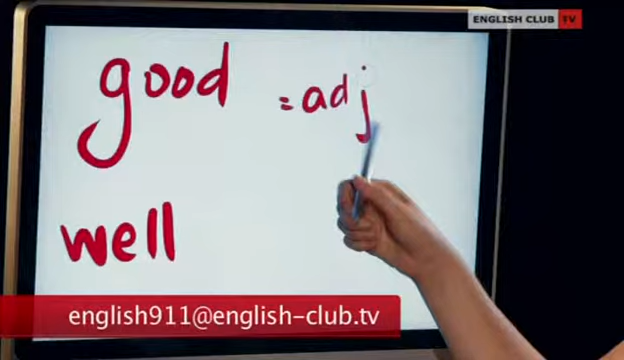 ENGLISH CLUB TV
good = adj
well
english911@english-club.tv